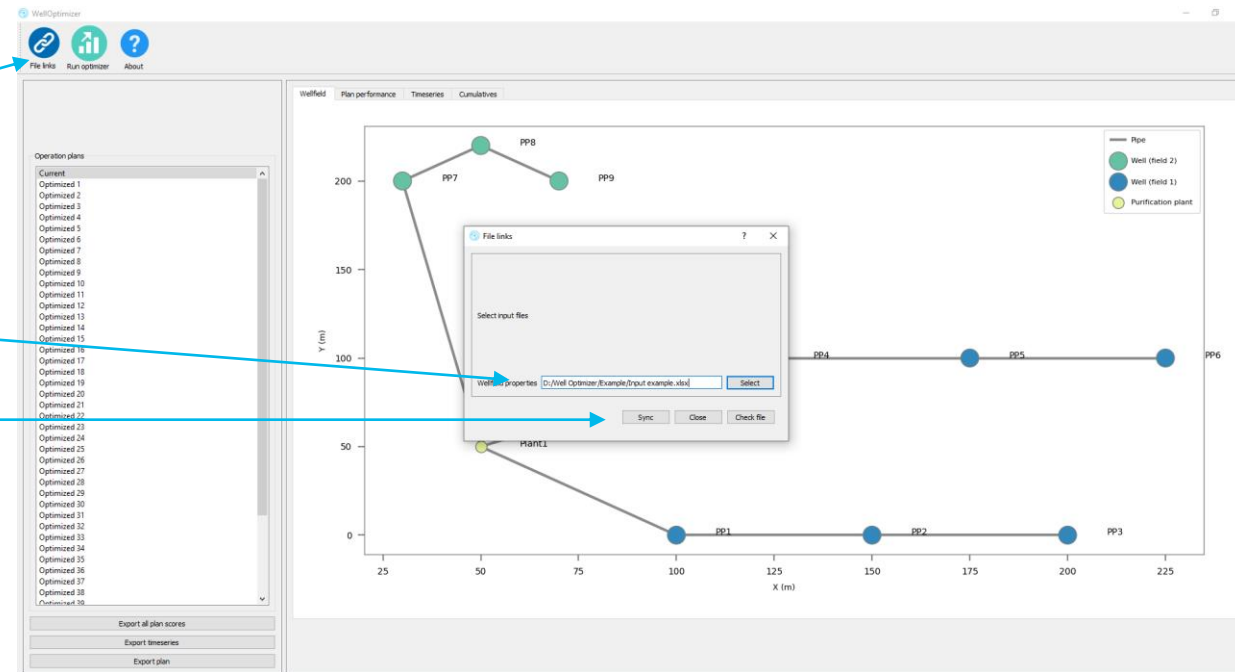 WellOptimizer
File links Run optimizer About
Operation plans
Current
Optimized 1
Optimized 2
Optimized 3
Optimized 4
Optimized 5
Optimized 6
Optimized 7
Optimized 8
Optimized 9
Optimized 10
Optimized 11
Optimized 12
Optimized 13
Optimized 14
Optimized 15
Optimized 16
Optimized 17
Optimized 18
Optimized 19
Optimized 20
Optimized 21
Optimized 22
Optimized 23
Optimized 24
Optimized 25
Optimized 26
Optimized 27
Optimized 28
Optimized 29
Optimized 30
Optimized 31
Optimized 32
Optimized 33
Optimized 34
Optimized 35
Optimized 36
Optimized 37
Optimized 38
Optimized 39
Export all plan scores
Export timeseries
Export plan
Wellfield Plan performance Timeseries Cumulatives
Pipe
Well (field 2)
Well (field 1)
Purification plant
PP8
PP7 PP9
File links ? X
Select input files
Wellfield properties D:/Well Optimizer/Example/Input example.xlsx Select
Sync Close Check file
PP4 PP5 PP6
Plant1
PP1 PP2 PP3
Y (m)
200
150
100
50
0
25 50 75 100 125 150 175 200 225
X (m)